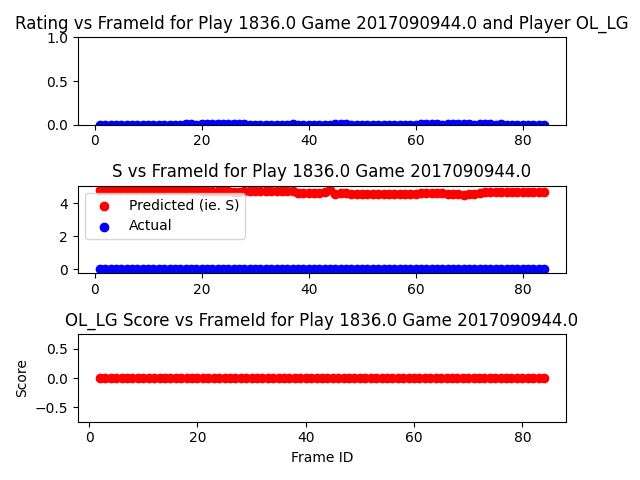 Rating vs FrameId for Play 1836.0 Game 2017090944.0 and Player OL_LG
1.0
0.5
0.0
0 20 40 60 80
S vs FrameId for Play 1836.0 Game 2017090944.0
4
2
0
Predicted (ie. S)
Actual
0 20 40 60 80
OL_LG Score vs FrameId for Play 1836.0 Game 2017090944.0
Score
0.5
0.0
−0.5
0 20 40 60 80
Frame ID